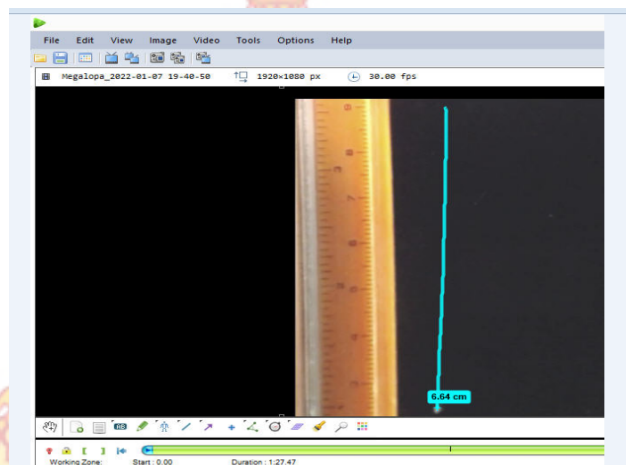 File Edit View Image Video Tools Options Help
Megalopa_2022-01-07 19-40-50 1920×1080 px 30.00 fps
6.64 cm
Working Zone: Start : 0.00 Duration : 1:27.47